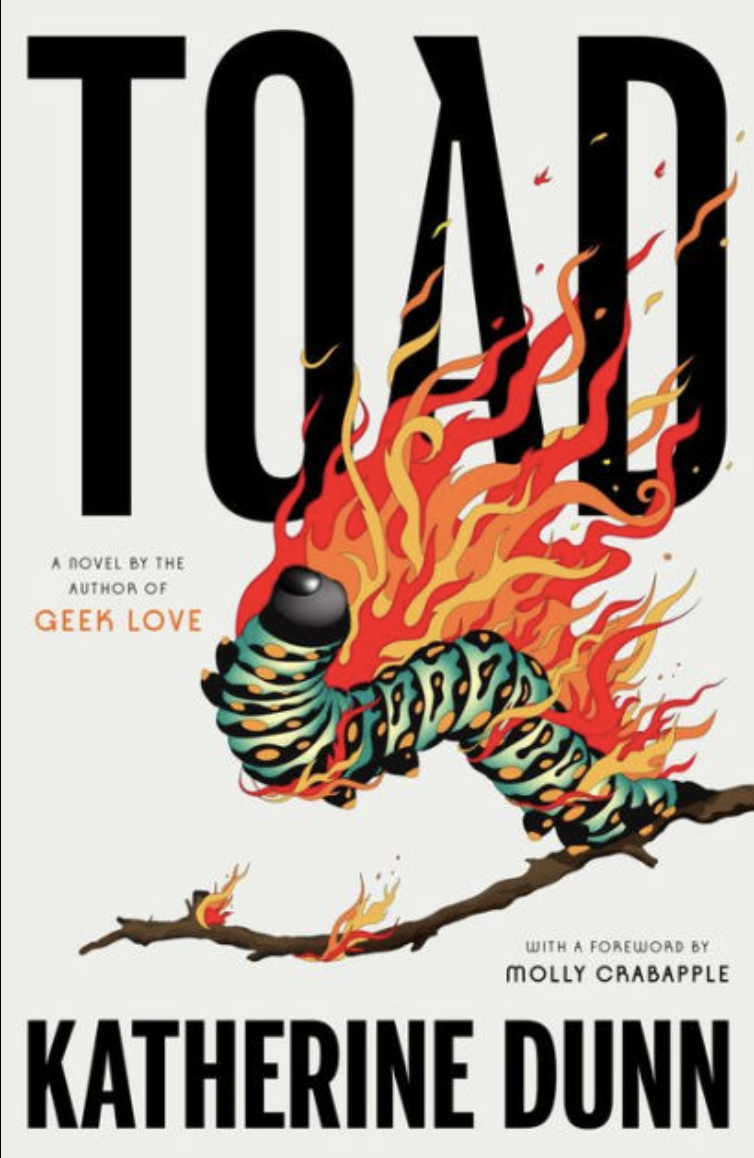 TOAD
A NOVEL BY THE
AUTHOR OF
GEEK LOVE
WITH A FOREWORD BY
MOLLY CRABAPPLE
KATHERINE DUNN